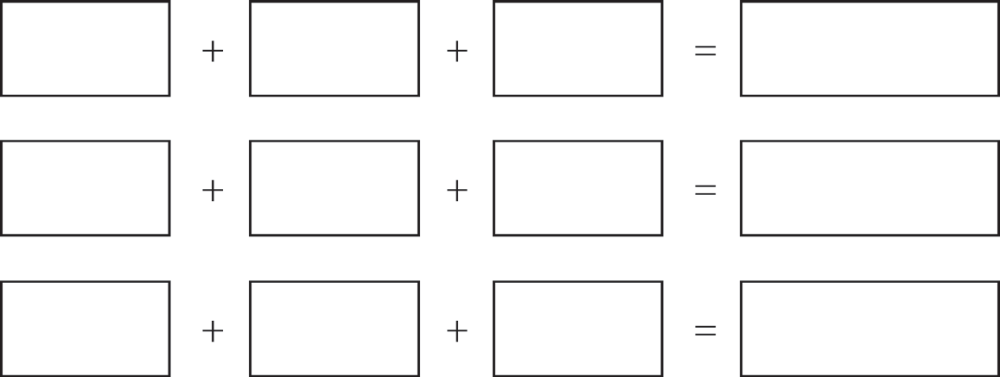 + + =
+ + =
+ + =